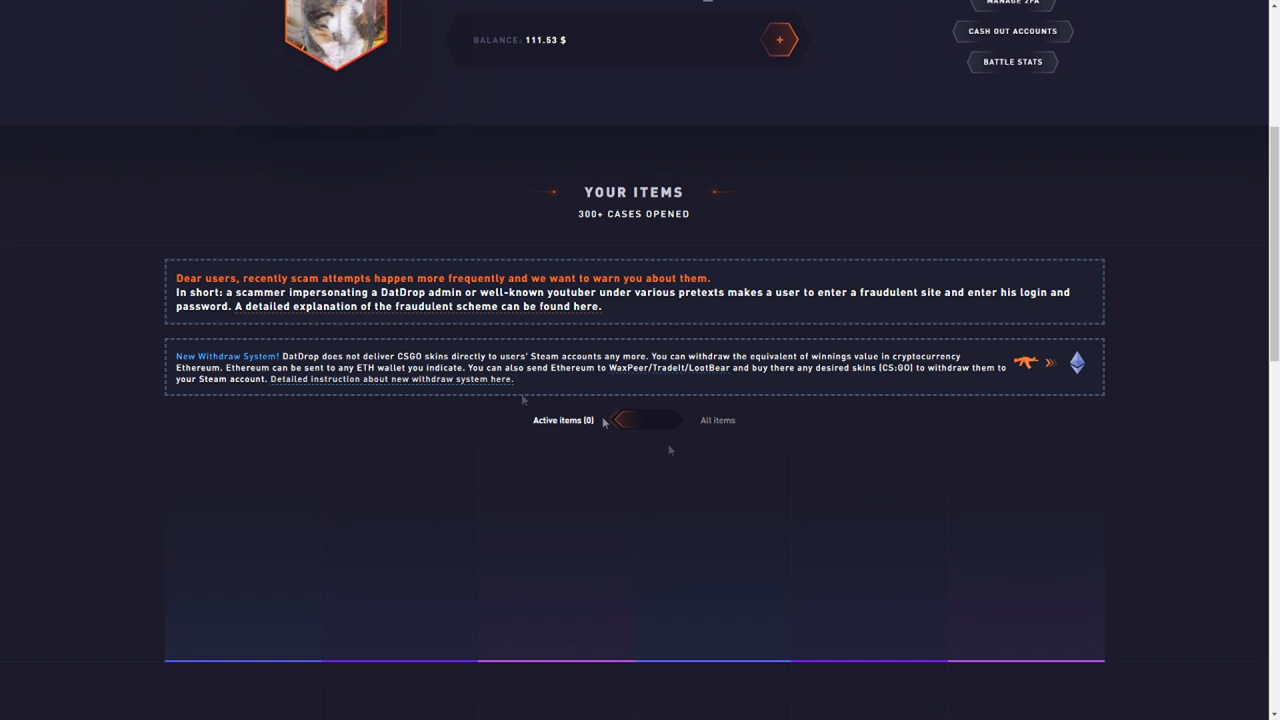 MANAGE 2FA
BALANCE: 111.53 $
CASH OUT ACCOUNTS
BATTLE STATS
YOUR ITEMS
300+ CASES OPENED
Dear users, recently scam attempts happen more frequently and we want to warn you about them.
In short: a scammer impersonating a DatDrop admin or well-known youtuber under various pretexts makes a user to enter a fraudulent site and enter his login and
password. A detailed explanation of the fraudulent scheme can be found here.
New Withdraw System! DatDrop does not deliver CSGO skins directly to users' Steam accounts any more. You can withdraw the equivalent of winnings value in cryptocurrency
Ethereum. Ethereum can be sent to any ETH wallet you indicate. You can also send Ethereum to WaxPeer/TradeIt/LootBear and buy there any desired skins (CS:GO) to withdraw them to
your Steam account. Detailed instruction about new withdraw system here.
Active items (0)
All items